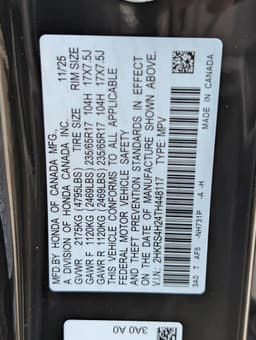 MFD.BY HONDA OF CANADA MFG.
A DIVISION OF HONDA CANADA INC. 11/25
TIRE SIZE RIM SIZE
GVWR 2175KG (4795LBS)
GAWR F 1120KG (2469LBS) 235/65R17 104H 17X7.5J
GAWR R 1120KG (2469LBS) 235/65R17 104H 17X7.5J
THIS VEHICLE CONFORMS TO ALL APPLICABLE
FEDERAL MOTOR VEHICLE SAFETY
AND THEFT PREVENTION STANDARDS IN EFFECT
ON THE DATE OF MANUFACTURE SHOWN ABOVE.
V.I.N.: 2HKRS4H24TH448117 TYPE: MPV
3A0 T AF5 -NH731P -A -H
MADE IN CANADA
3A0 A0